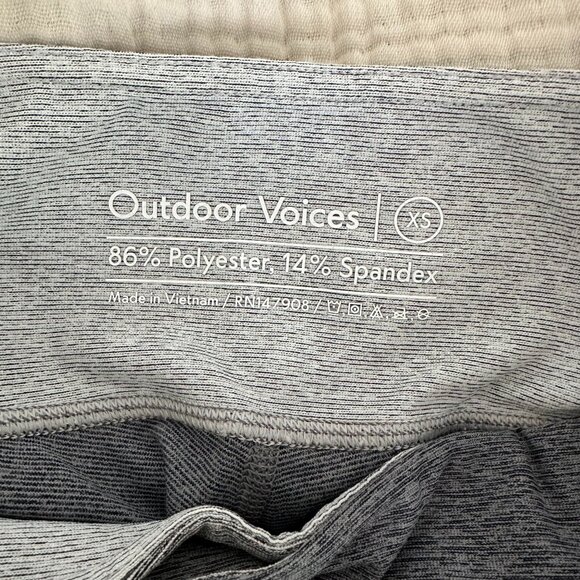 Outdoor Voices | XS
86% Polyester, 14% Spandex
Made in Vietnam / RN147908 /